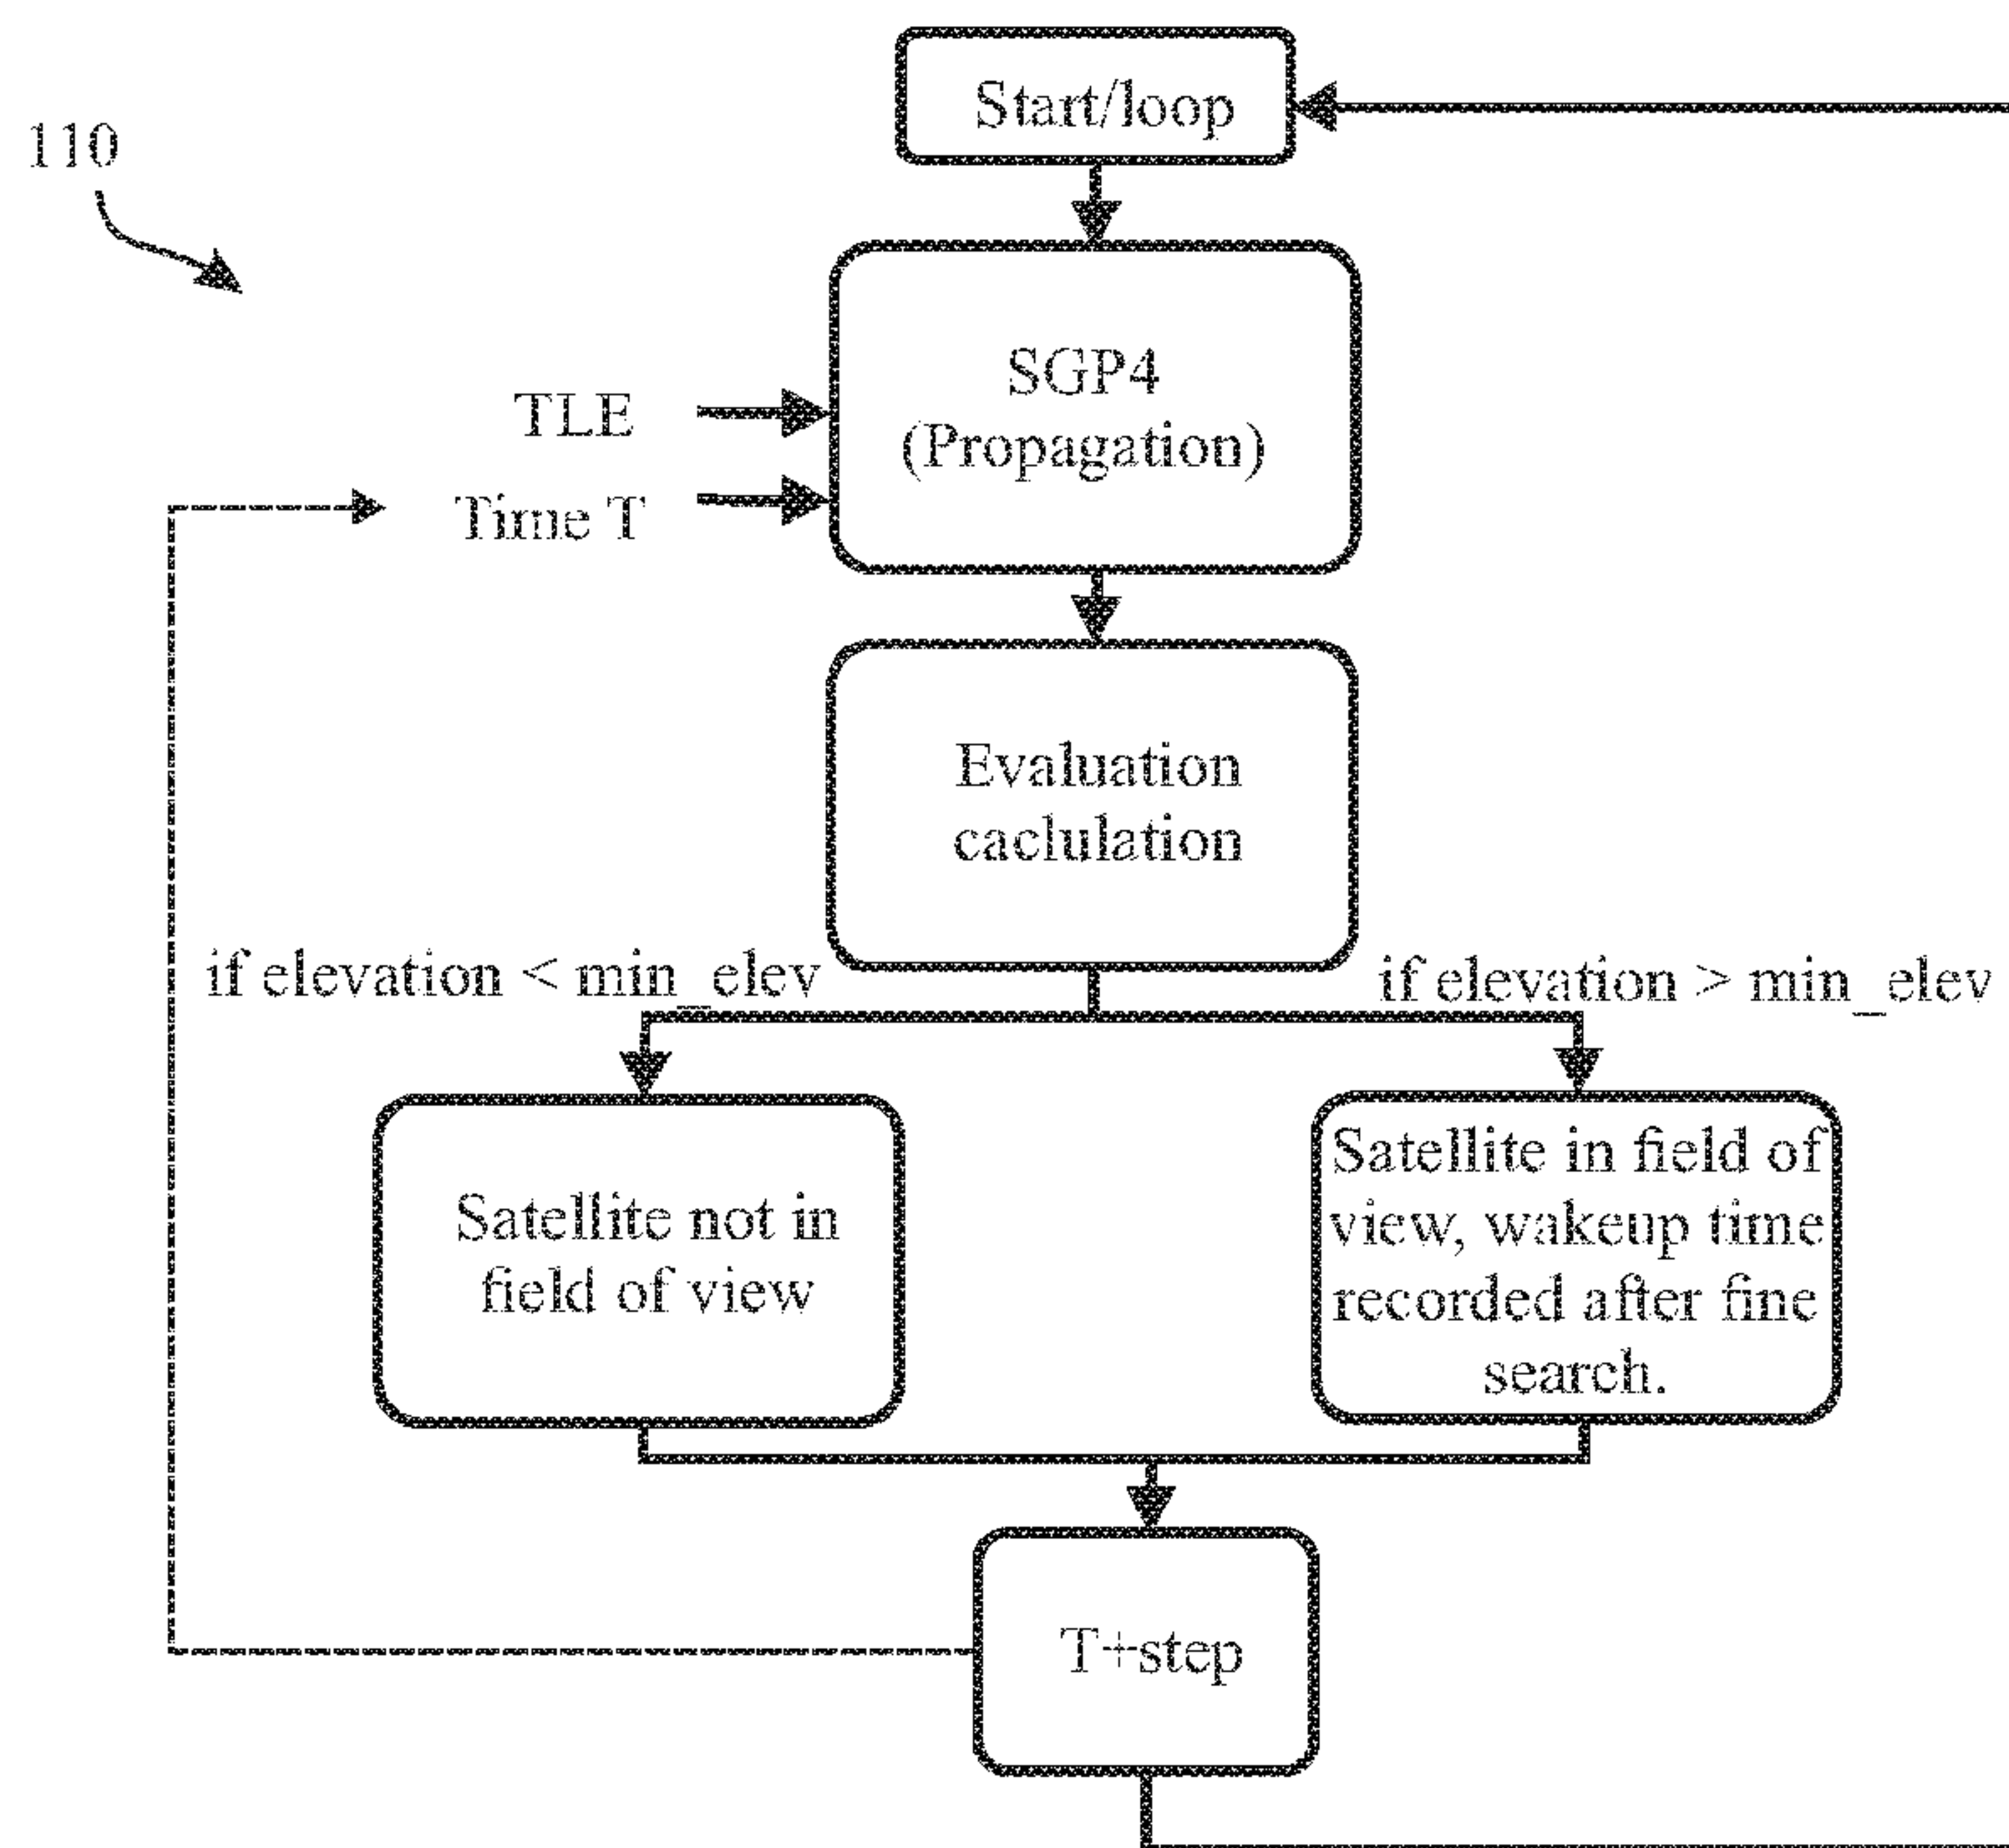 Start/loop
110
SGP4
(Propagation)
TLE
Time T
Evaluation
caclulation
if elevation < min_elev
if elevation > min_elev
Satellite not in
field of view
Satellite in field of
view, wakeup time
recorded after fine
search.
T+step